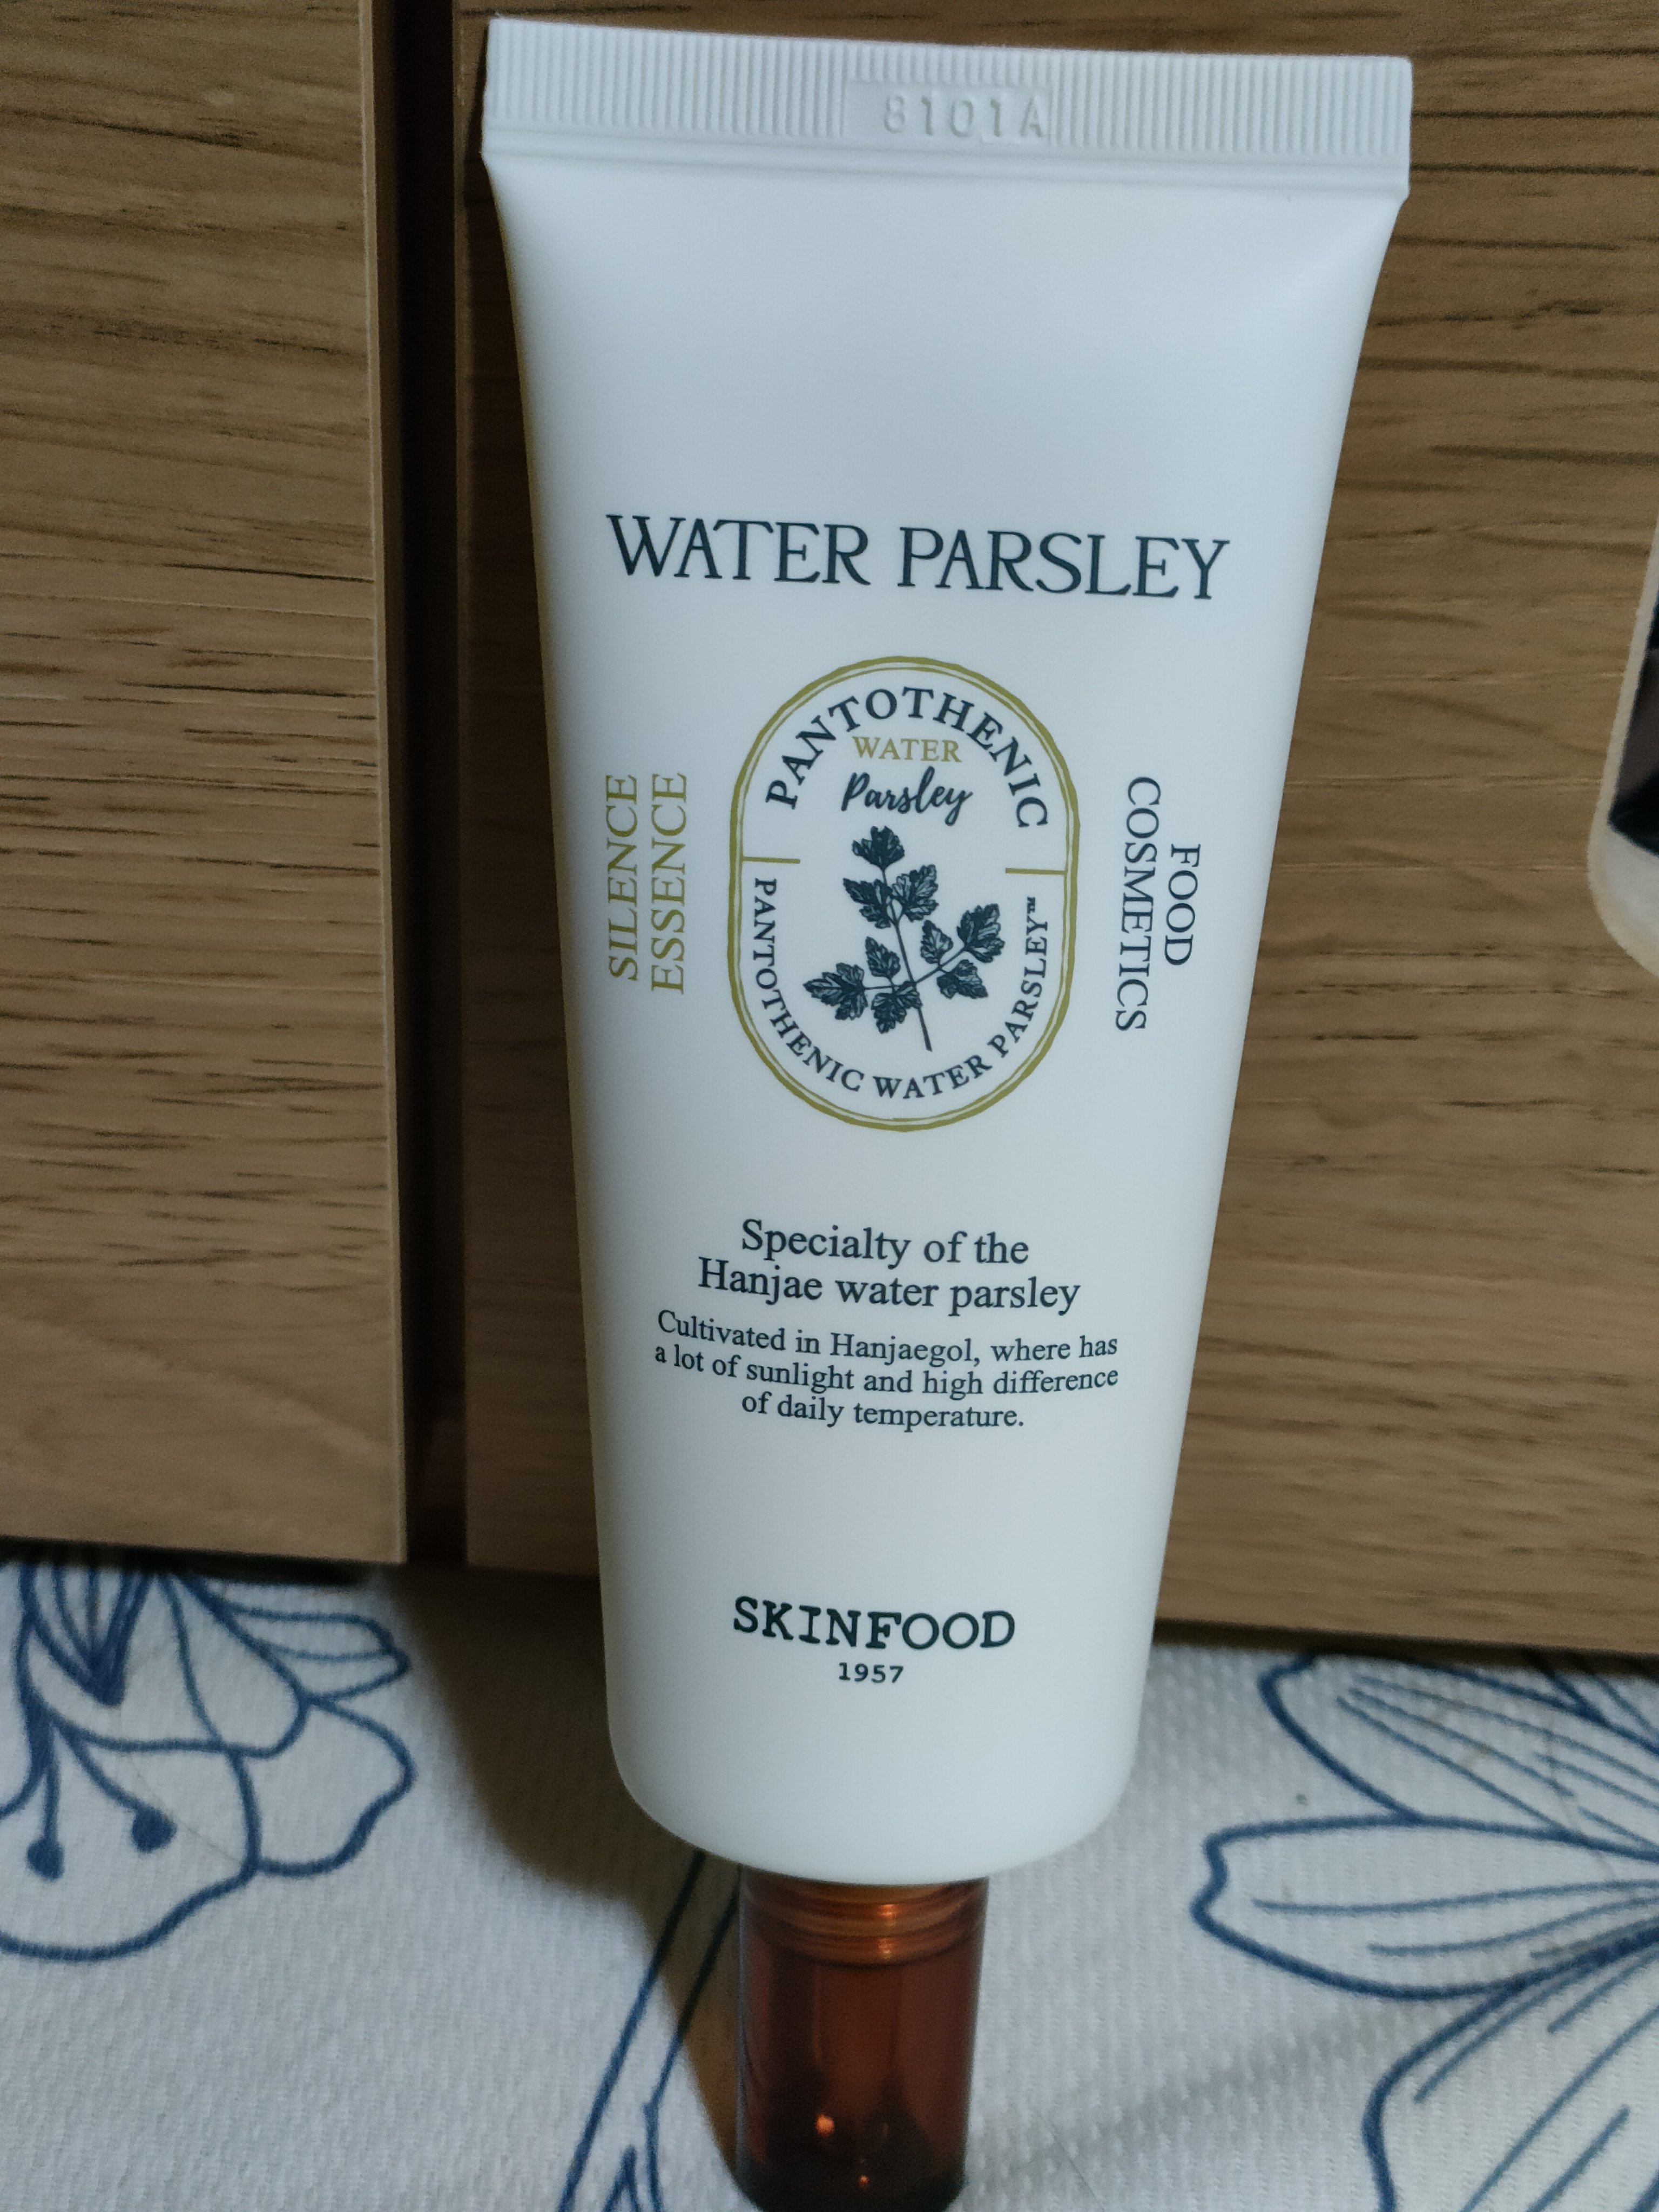 8101A
WATER PARSLEY
PANTOTHENIC
WATER
Parsley
PANTOTHENIC WATER PARSLEY™
SILENCE
ESSENCE
FOOD
COSMETICS
Specialty of the
Hanjae water parsley
Cultivated in Hanjaegol, where has
a lot of sunlight and high difference
of daily temperature.
SKINFOOD
1957